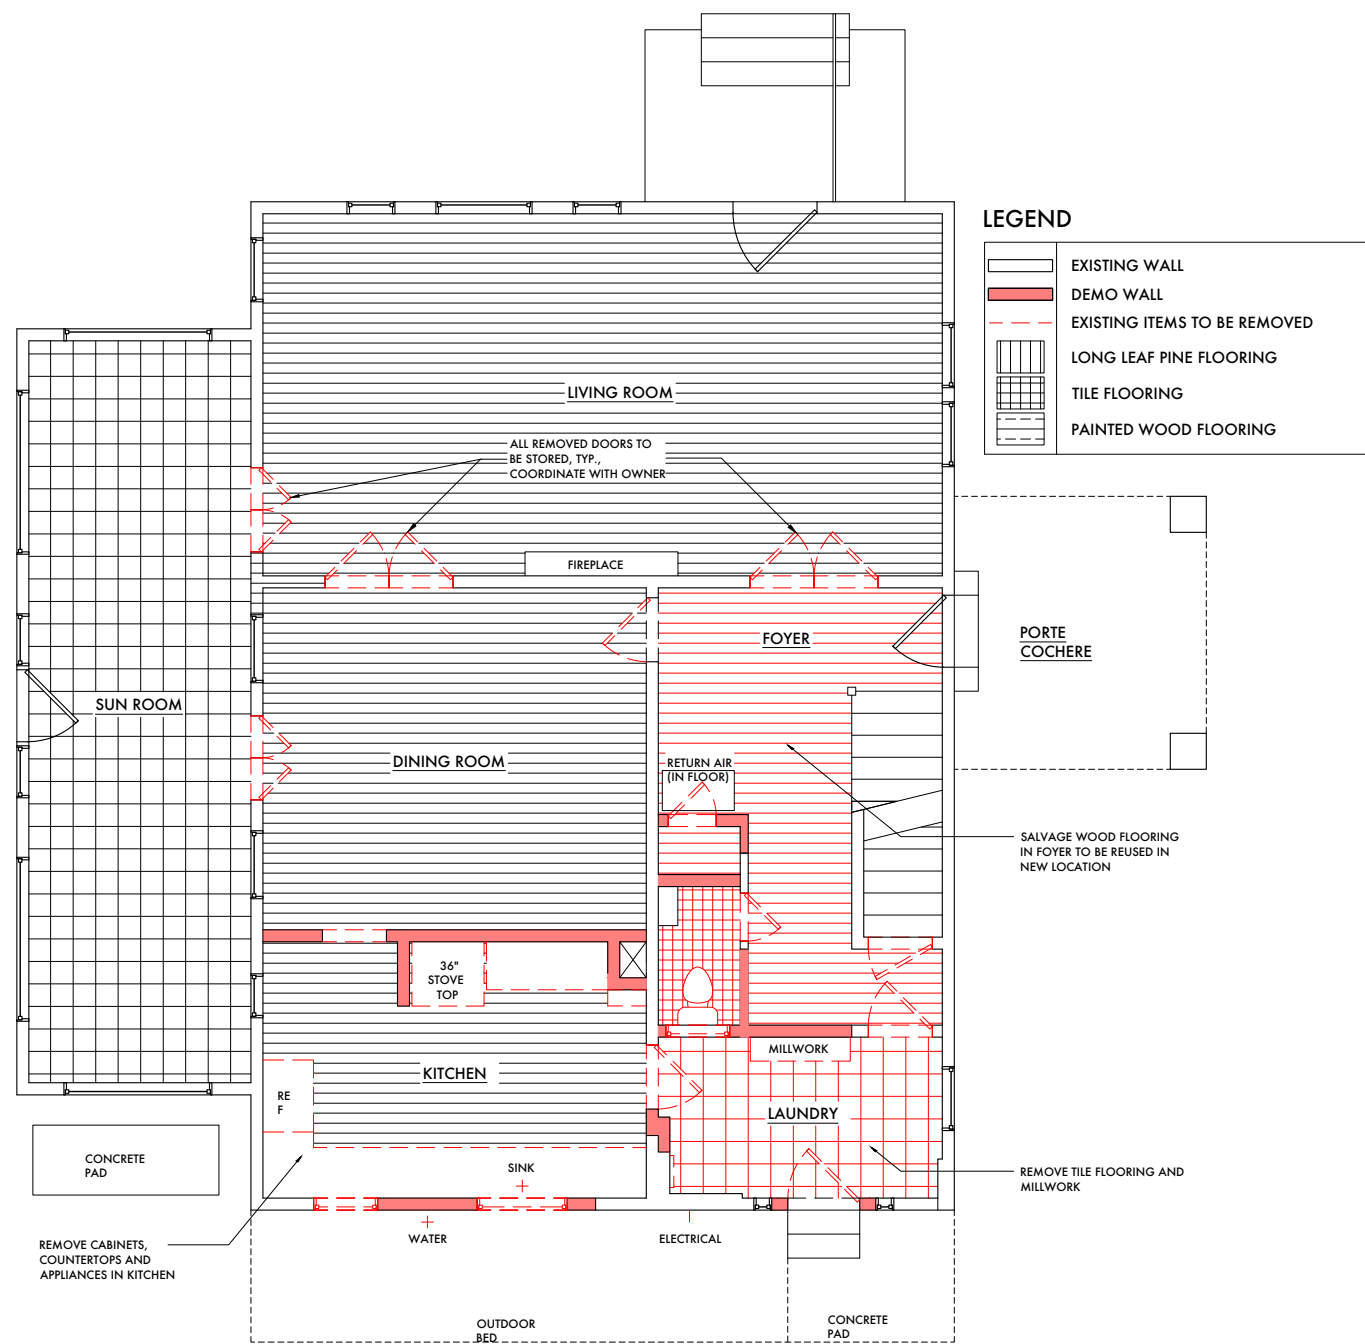 LEGEND
EXISTING WALL
DEMO WALL
EXISTING ITEMS TO BE REMOVED
LONG LEAF PINE FLOORING
TILE FLOORING
PAINTED WOOD FLOORING
LIVING ROOM
ALL REMOVED DOORS TO
BE STORED, TYP.,
COORDINATE WITH OWNER
FIREPLACE
FOYER
PORTE
COCHERE
SUN ROOM
DINING ROOM
RETURN AIR
(IN FLOOR)
SALVAGE WOOD FLOORING
IN FOYER TO BE REUSED IN
NEW LOCATION
36"
STOVE
TOP
MILLWORK
KITCHEN
RE
F
LAUNDRY
CONCRETE
PAD
SINK
REMOVE TILE FLOORING AND
MILLWORK
WATER
ELECTRICAL
REMOVE CABINETS,
COUNTERTOPS AND
APPLIANCES IN KITCHEN
OUTDOOR
BED
CONCRETE
PAD